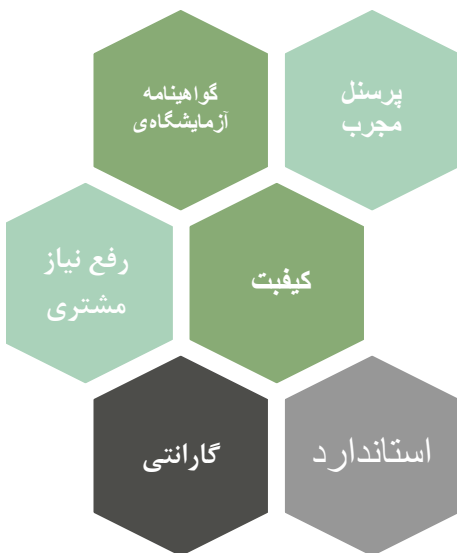 پرسنل
مجرب
گواهینامه
آزمایشگاه‌ی
کیفبت
رفع نیاز
مشتری
استاندارد
گارانتی